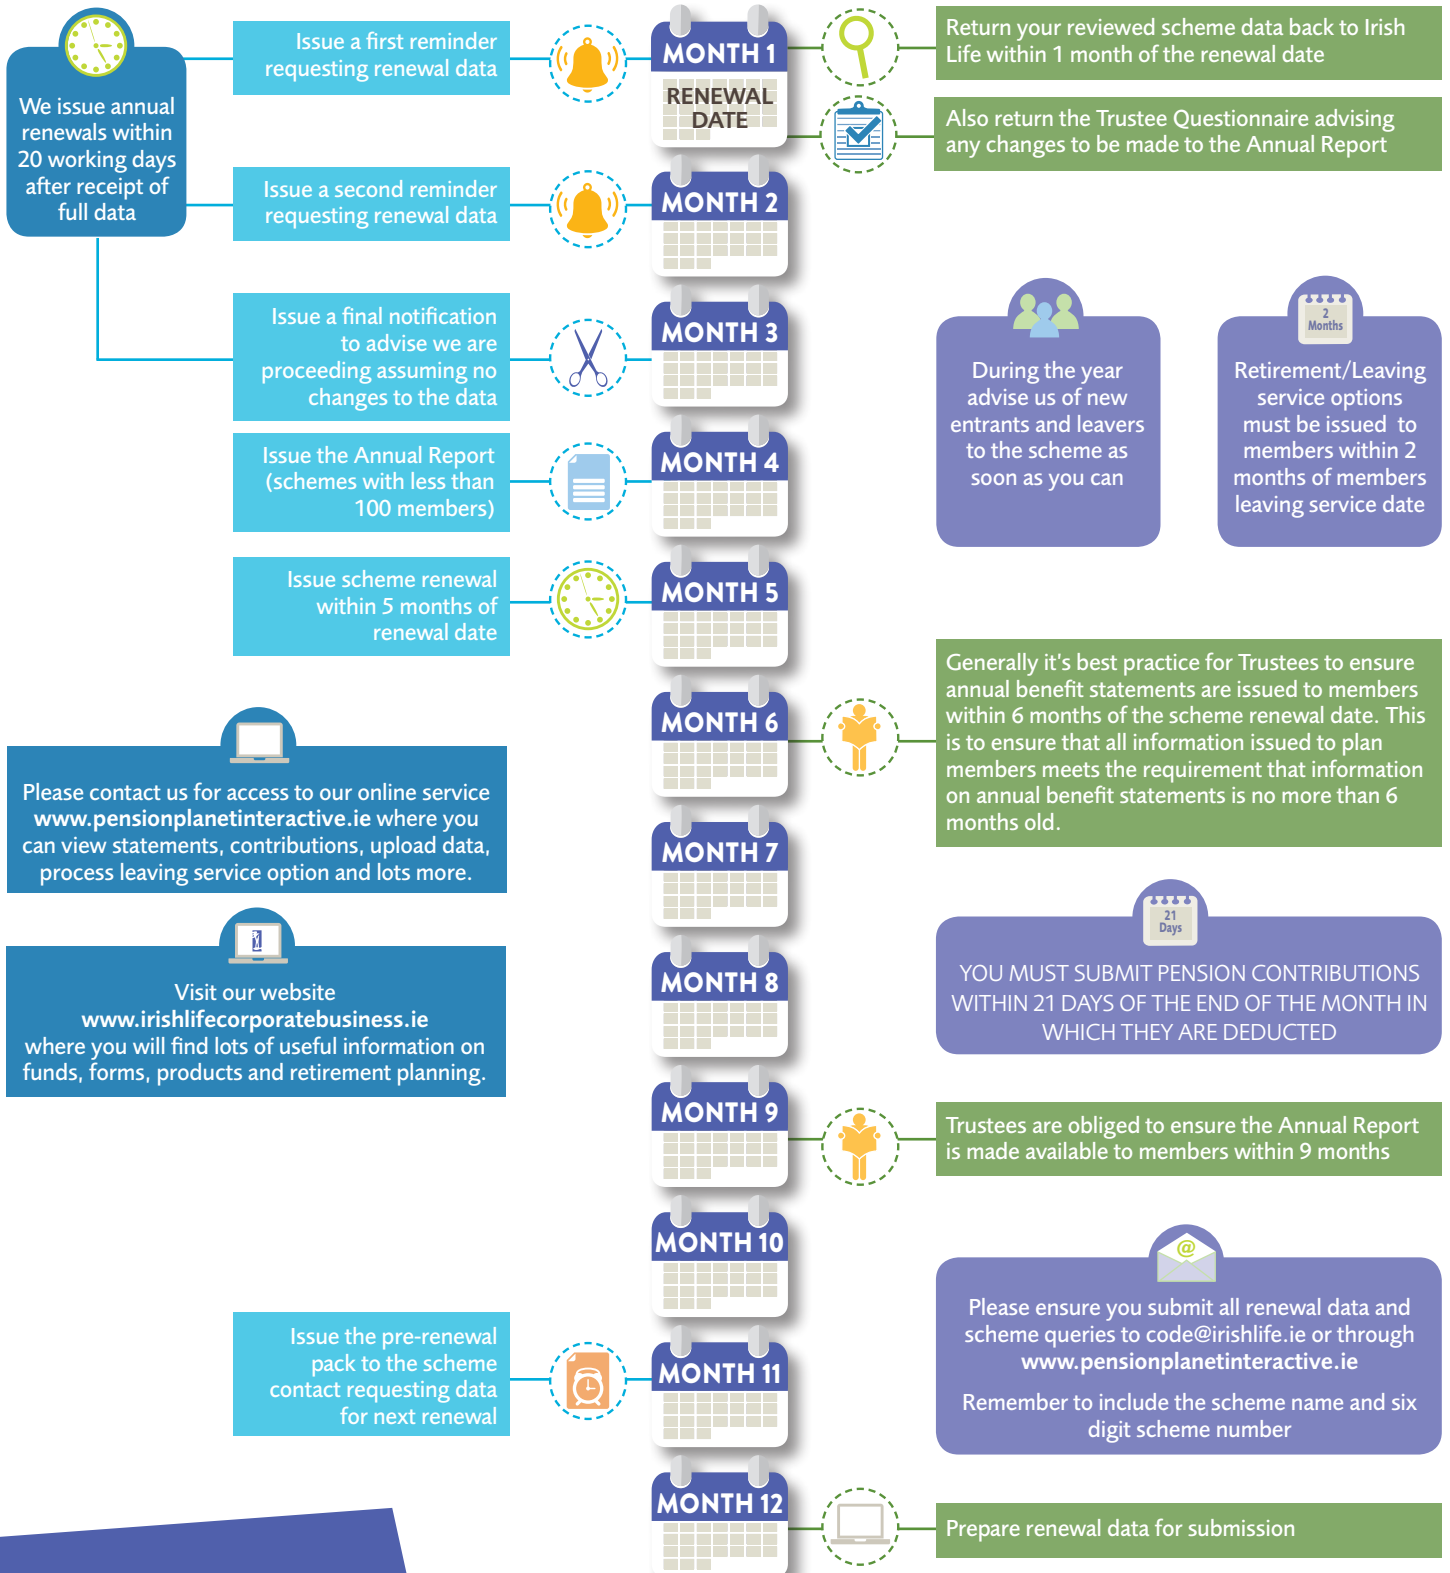 We issue annual
renewals within
20 working days
after receipt of
full data
Issue a first reminder
requesting renewal data
MONTH 1
RENEWAL
DATE
Return your reviewed scheme data back to Irish
Life within 1 month of the renewal date
Also return the Trustee Questionnaire advising
any changes to be made to the Annual Report
Issue a second reminder
requesting renewal data
MONTH 2
Issue a final notification
to advise we are
proceeding assuming no
changes to the data
MONTH 3
During the year
advise us of new
entrants and leavers
to the scheme as
soon as you can
2
Months
Retirement/Leaving
service options
must be issued to
members within 2
months of members
leaving service date
Issue the Annual Report
(schemes with less than
100 members)
MONTH 4
Issue scheme renewal
within 5 months of
renewal date
MONTH 5
MONTH 6
Generally it's best practice for Trustees to ensure
annual benefit statements are issued to members
within 6 months of the scheme renewal date. This
is to ensure that all information issued to plan
members meets the requirement that information
on annual benefit statements is no more than 6
months old.
Please contact us for access to our online service
www.pensionplanetinteractive.ie where you
can view statements, contributions, upload data,
process leaving service option and lots more.
MONTH 7
Visit our website
www.irishlifecorporatebusiness.ie
where you will find lots of useful information on
funds, forms, products and retirement planning.
MONTH 8
21
Days
YOU MUST SUBMIT PENSION CONTRIBUTIONS
WITHIN 21 DAYS OF THE END OF THE MONTH IN
WHICH THEY ARE DEDUCTED
MONTH 9
Trustees are obliged to ensure the Annual Report
is made available to members within 9 months
MONTH 10
@
Please ensure you submit all renewal data and
scheme queries to code@irishlife.ie or through
www.pensionplanetinteractive.ie
Remember to include the scheme name and six
digit scheme number
Issue the pre-renewal
pack to the scheme
contact requesting data
for next renewal
MONTH 11
MONTH 12
Prepare renewal data for submission